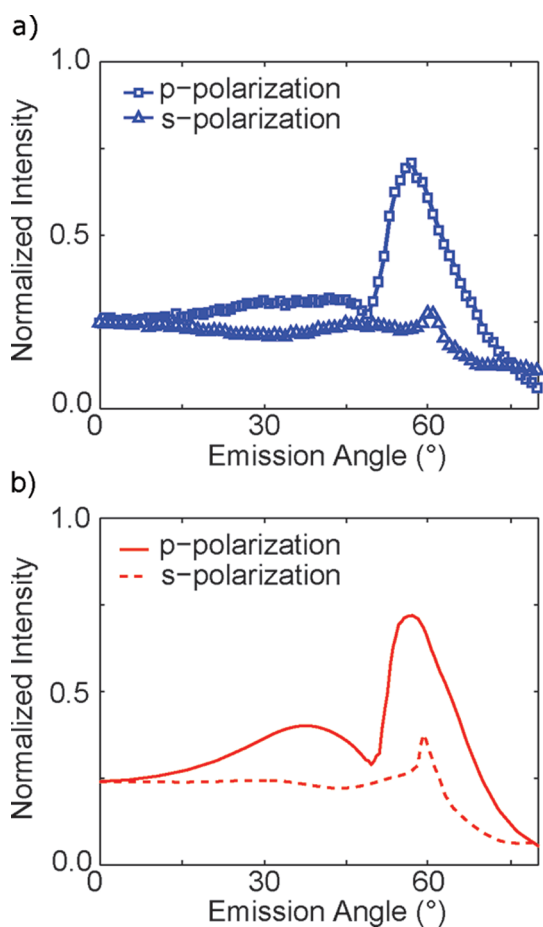 a)
1.0
p-polarization
s-polarization
Normalized Intensity
0.5
0.0
0 30 60
Emission Angle (°)
b)
1.0
p-polarization
s-polarization
Normalized Intensity
0.5
0.0
0 30 60
Emission Angle (°)